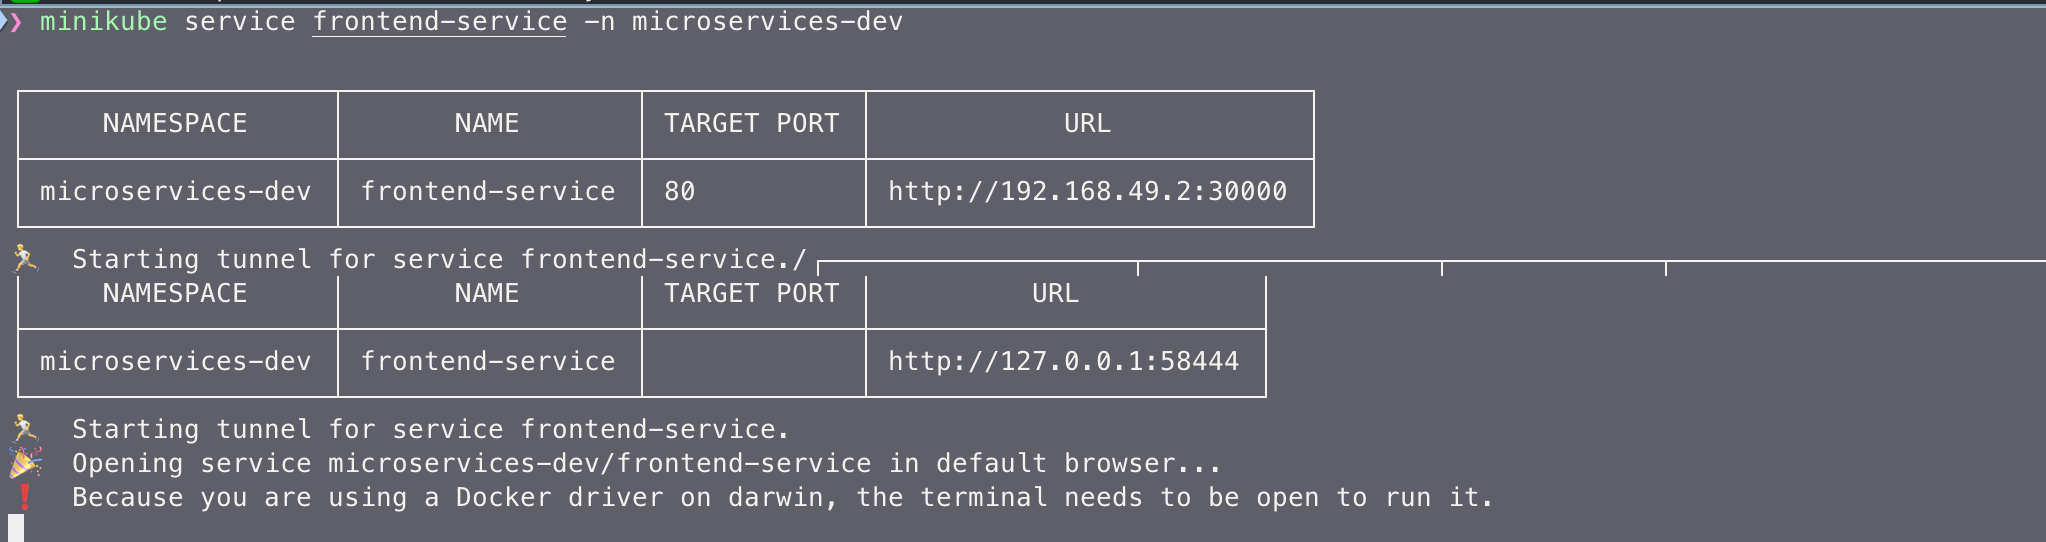 ❯ minikube service frontend-service -n microservices-dev
NAMESPACE NAME TARGET PORT URL
microservices-dev frontend-service 80 http://192.168.49.2:30000
🏃 Starting tunnel for service frontend-service./
NAMESPACE NAME TARGET PORT URL
microservices-dev frontend-service http://127.0.0.1:58444
🏃 Starting tunnel for service frontend-service.
🎉 Opening service microservices-dev/frontend-service in default browser...
❗ Because you are using a Docker driver on darwin, the terminal needs to be open to run it.